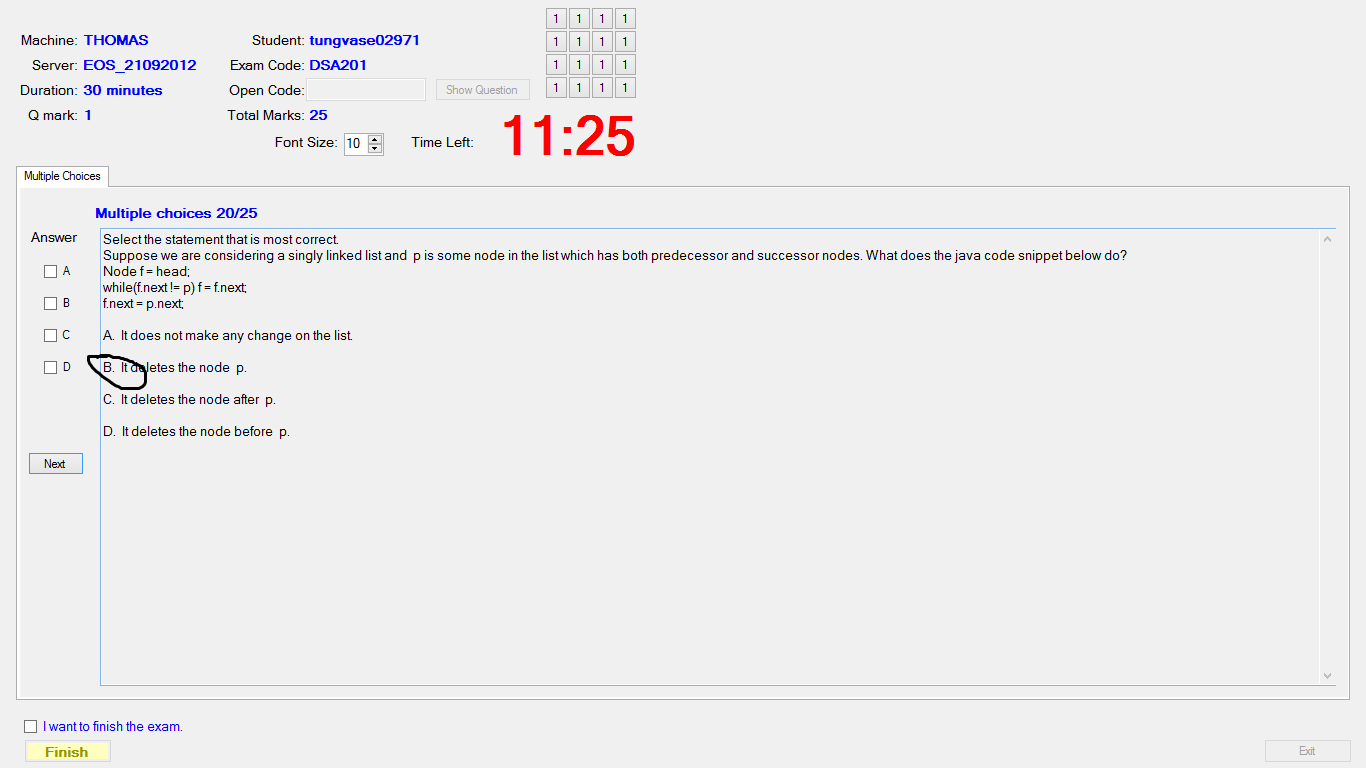 Machine: THOMAS Student: tungvase02971
Server: EOS_21092012 Exam Code: DSA201
Duration: 30 minutes Open Code: Show Question
Q mark: 1 Total Marks: 25
1 1 1 1
1 1 1 1
1 1 1 1
1 1 1 1
Font Size: 10 Time Left: 11:25
Multiple Choices
Multiple choices 20/25
Answer
A
B
C
D
Next
Select the statement that is most correct.
Suppose we are considering a singly linked list and p is some node in the list which has both predecessor and successor nodes. What does the java code snippet below do?
Node f = head;
while(f.next != p) f = f.next;
f.next = p.next;
A. It does not make any change on the list.
B. It deletes the node p.
C. It deletes the node after p.
D. It deletes the node before p.
I want to finish the exam.
Finish
Exit